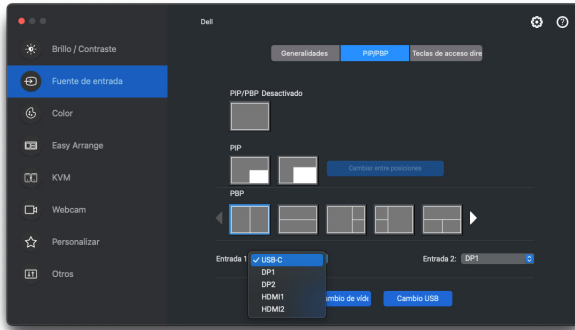 Dell
Brillo / Contraste
Fuente de entrada
Color
Easy Arrange
KVM
Webcam
Personalizar
Otros
Generalidades
PIP/PBP
Teclas de acceso dire
PIP/PBP Desactivado
PIP
Cambiar entre posiciones
PBP
Entrada 1
✓ USB-C
DP1
DP2
HDMI1
HDMI2
Entrada 2: DP1
mbio de víde
Cambio USB